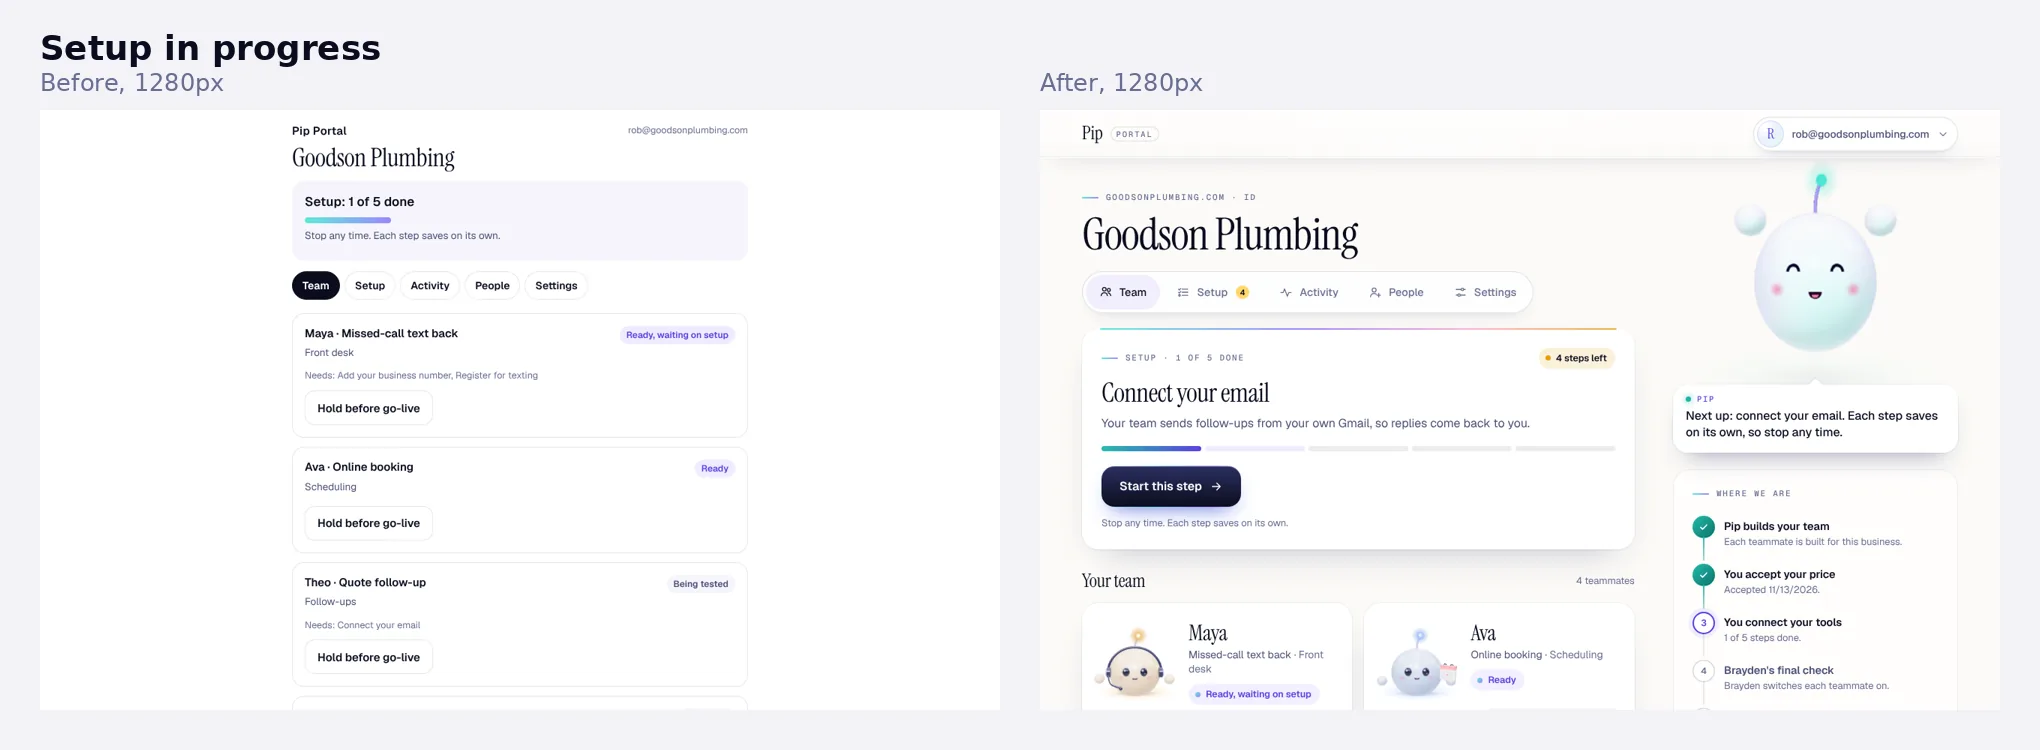 Setup in progress
Before, 1280px
Pip Portal
rob@goodsonplumbing.com
Goodson Plumbing
Setup: 1 of 5 done
Stop any time. Each step saves on its own.
Team
Setup
Activity
People
Settings
Maya · Missed-call text back
Ready, waiting on setup
Front desk
Needs: Add your business number, Register for texting
Hold before go-live
Ava · Online booking
Ready
Scheduling
Hold before go-live
Theo · Quote follow-up
Being tested
Follow-ups
Needs: Connect your email
Hold before go-live
After, 1280px
Pip
PORTAL
R
rob@goodsonplumbing.com
GOODSONPLUMBING.COM · ID
Goodson Plumbing
Team
Setup
4
Activity
People
Settings
SETUP · 1 OF 5 DONE
4 steps left
Connect your email
Your team sends follow-ups from your own Gmail, so replies come back to you.
Start this step →
Stop any time. Each step saves on its own.
Your team
4 teammates
Maya
Missed-call text back · Front
desk
Ready, waiting on setup
Ava
Online booking · Scheduling
Ready
PIP
Next up: connect your email. Each step saves
on its own, so stop any time.
WHERE WE ARE
Pip builds your team
Each teammate is built for this business.
You accept your price
Accepted 11/13/2026.
3
You connect your tools
1 of 5 steps done.
4
Brayden's final check
Brayden switches each teammate on.